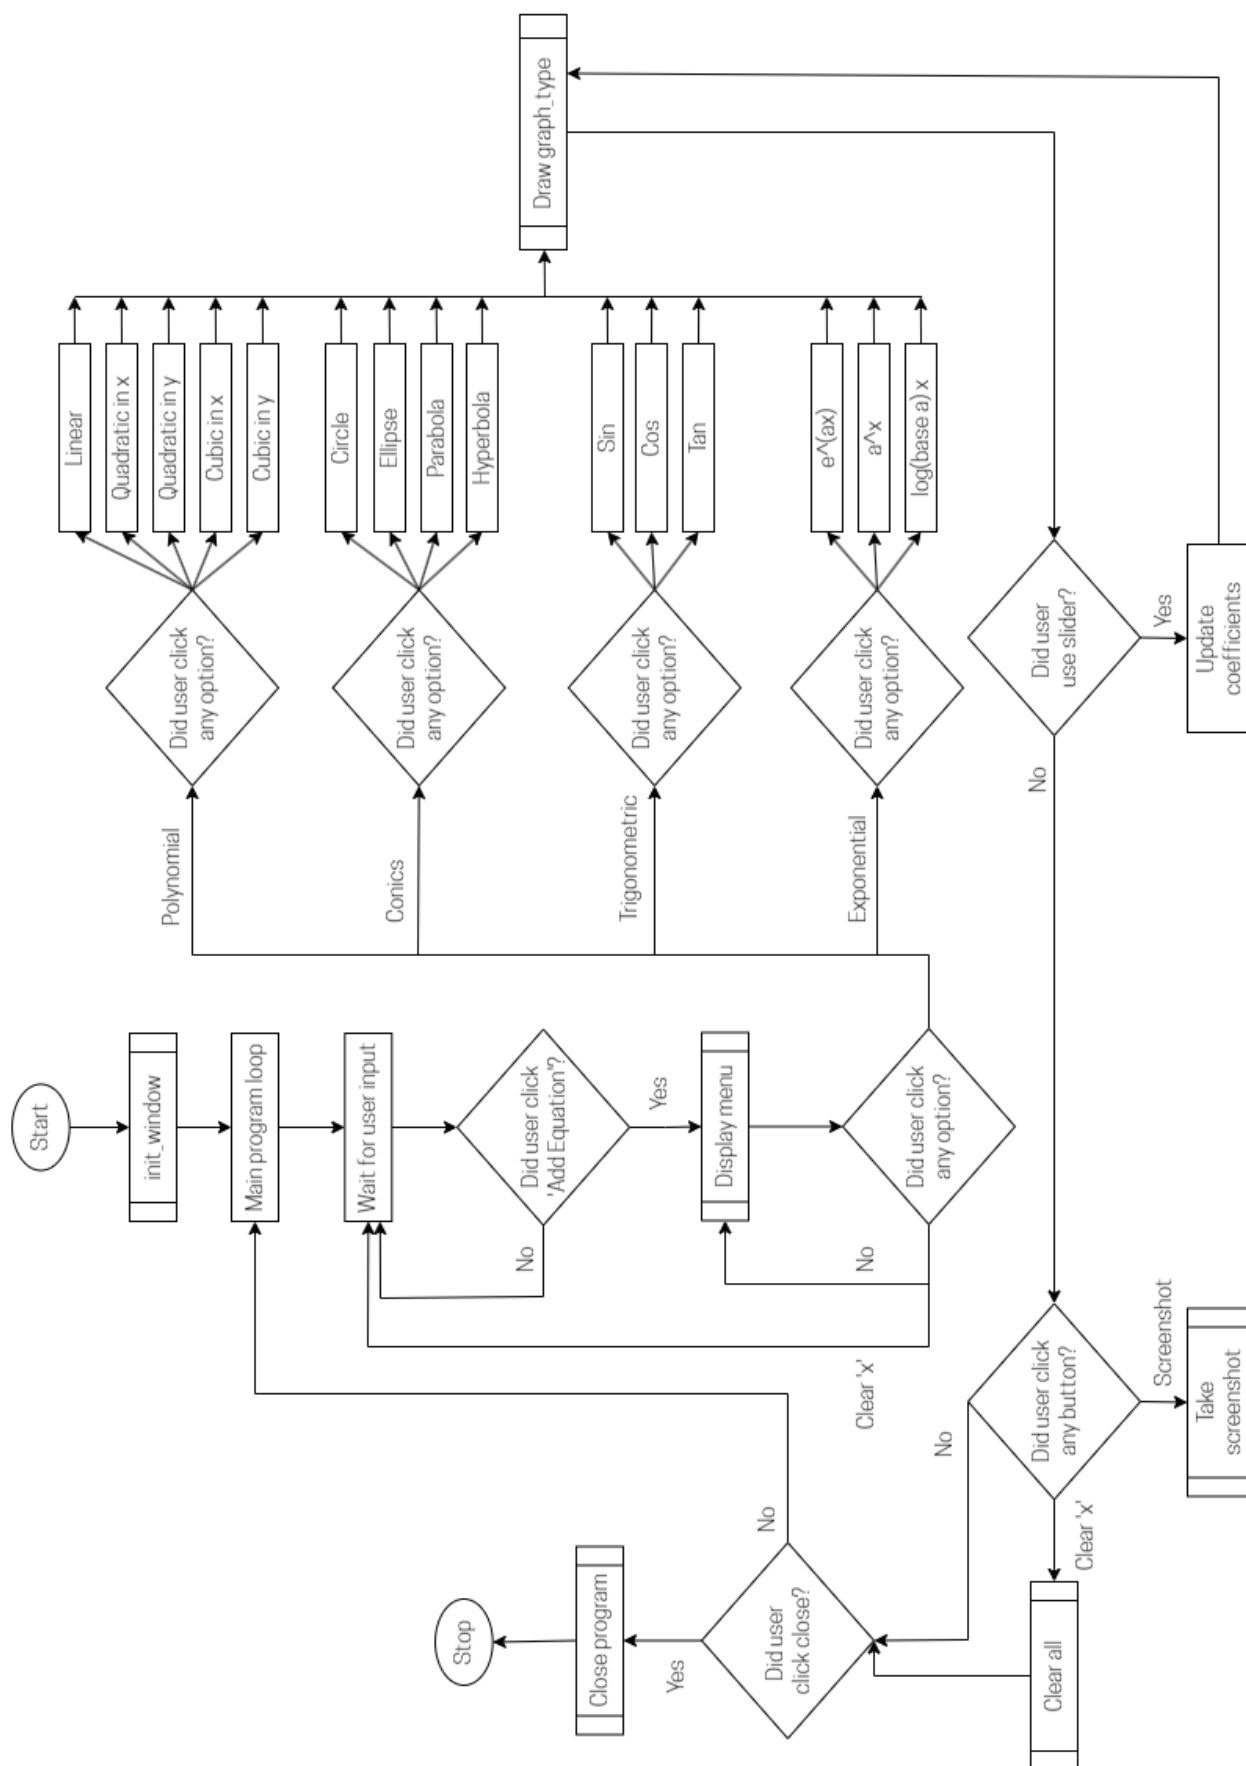 Start
init_window
Main program loop
Wait for user input
Did user click
'Add Equation'?
No
Yes
Display menu
Did user click
any option?
No
Clear 'x'
Polynomial
Did user click
any option?
Linear
Quadratic in x
Quadratic in y
Cubic in x
Cubic in y
Conics
Did user click
any option?
Circle
Ellipse
Parabola
Hyperbola
Trigonometric
Did user click
any option?
Sin
Cos
Tan
Exponential
Did user click
any option?
e^(ax)
a^x
log(base a) x
Draw graph_type
Did user
use slider?
Yes
Update
coefficients
No
Did user click
any button?
Screenshot
Take
screenshot
No
Clear 'x'
Clear all
Did user
click close?
No
Yes
Close program
Stop